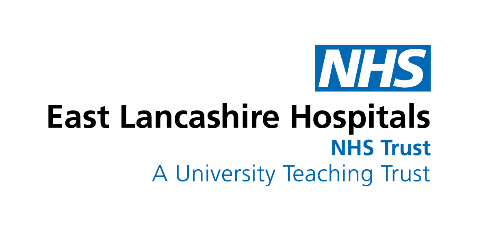 NHS
East Lancashire Hospitals
NHS Trust
A University Teaching Trust